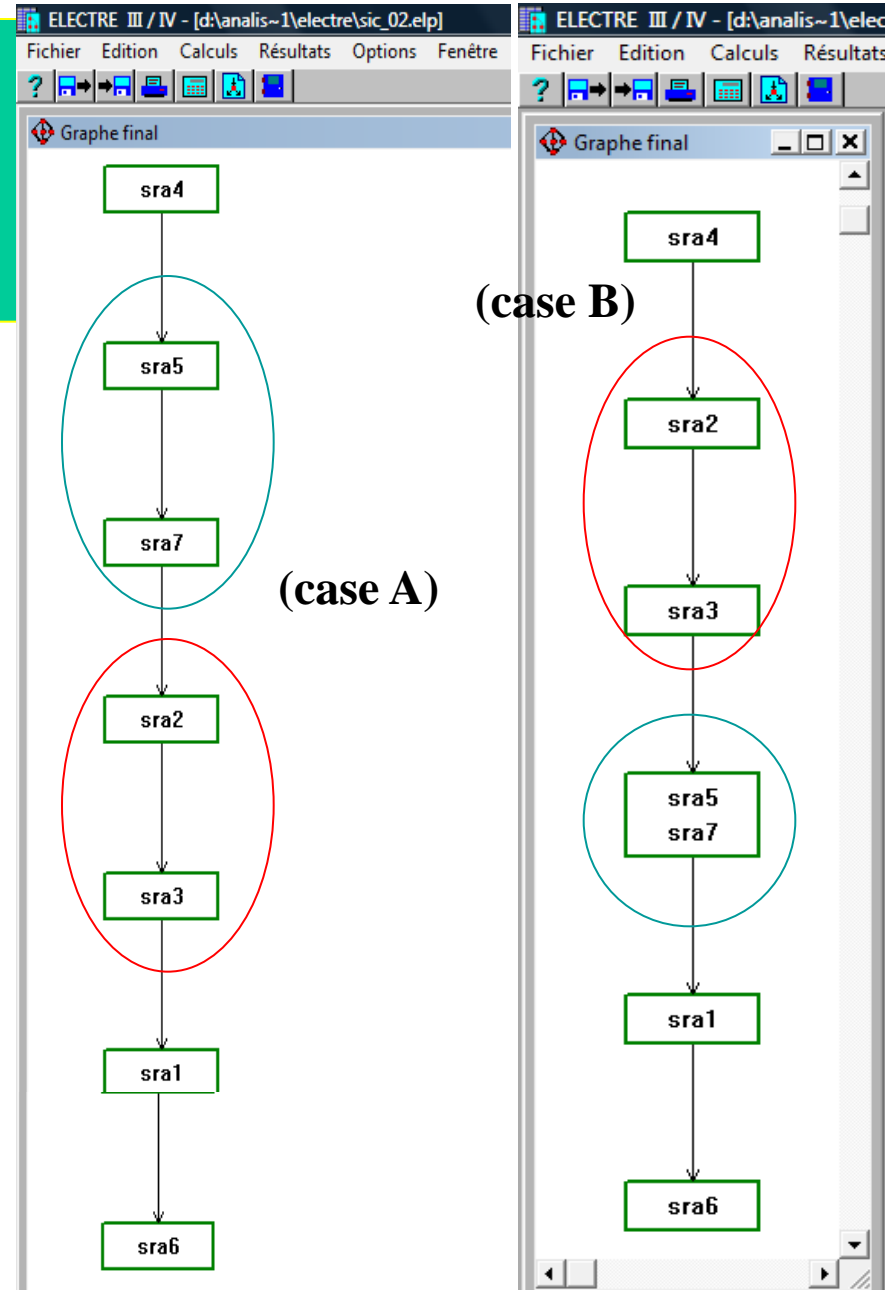 ELECTRE III / IV - [d:\analis~1\electre\sic_02.elp]
Fichier Edition Calculs Résultats Options Fenêtre
?
Graphe final
sra4
sra5
sra7
(case A)
sra2
sra3
sra1
sra6
ELECTRE III / IV - [d:\analis~1\elec
Fichier Edition Calculs Résultats
?
Graphe final
sra4
(case B)
sra2
sra3
sra5
sra7
sra1
sra6